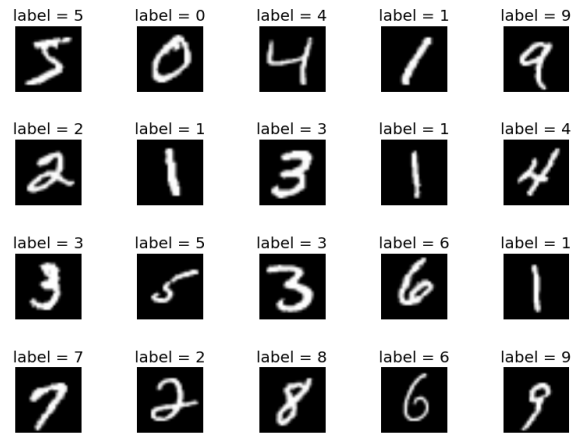 label = 5 label = 0 label = 4 label = 1 label = 9
5 0 4 1 9
label = 2 label = 1 label = 3 label = 1 label = 4
2 1 3 1 4
label = 3 label = 5 label = 3 label = 6 label = 1
3 5 3 6 1
label = 7 label = 2 label = 8 label = 6 label = 9
7 2 8 6 9